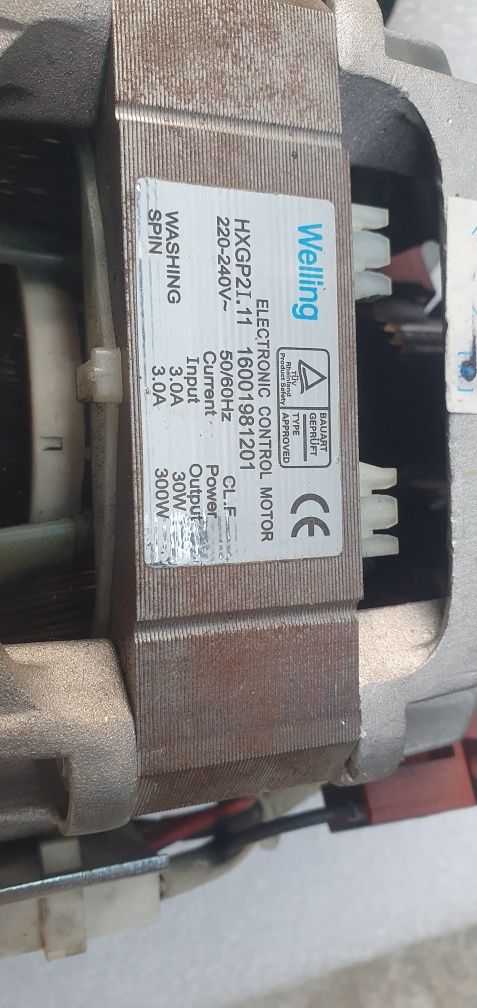 Welling
TÜV
Rheinland
Product Safety
BAUART
GEPRÜFT
TYPE
APPROVED
CE
ELECTRONIC CONTROL MOTOR
HXGP2I.11 16001981201
220-240V~ 50/60Hz CL.F
Current Power
Input Output
WASHING 3.0A 30W
SPIN 3.0A 300W